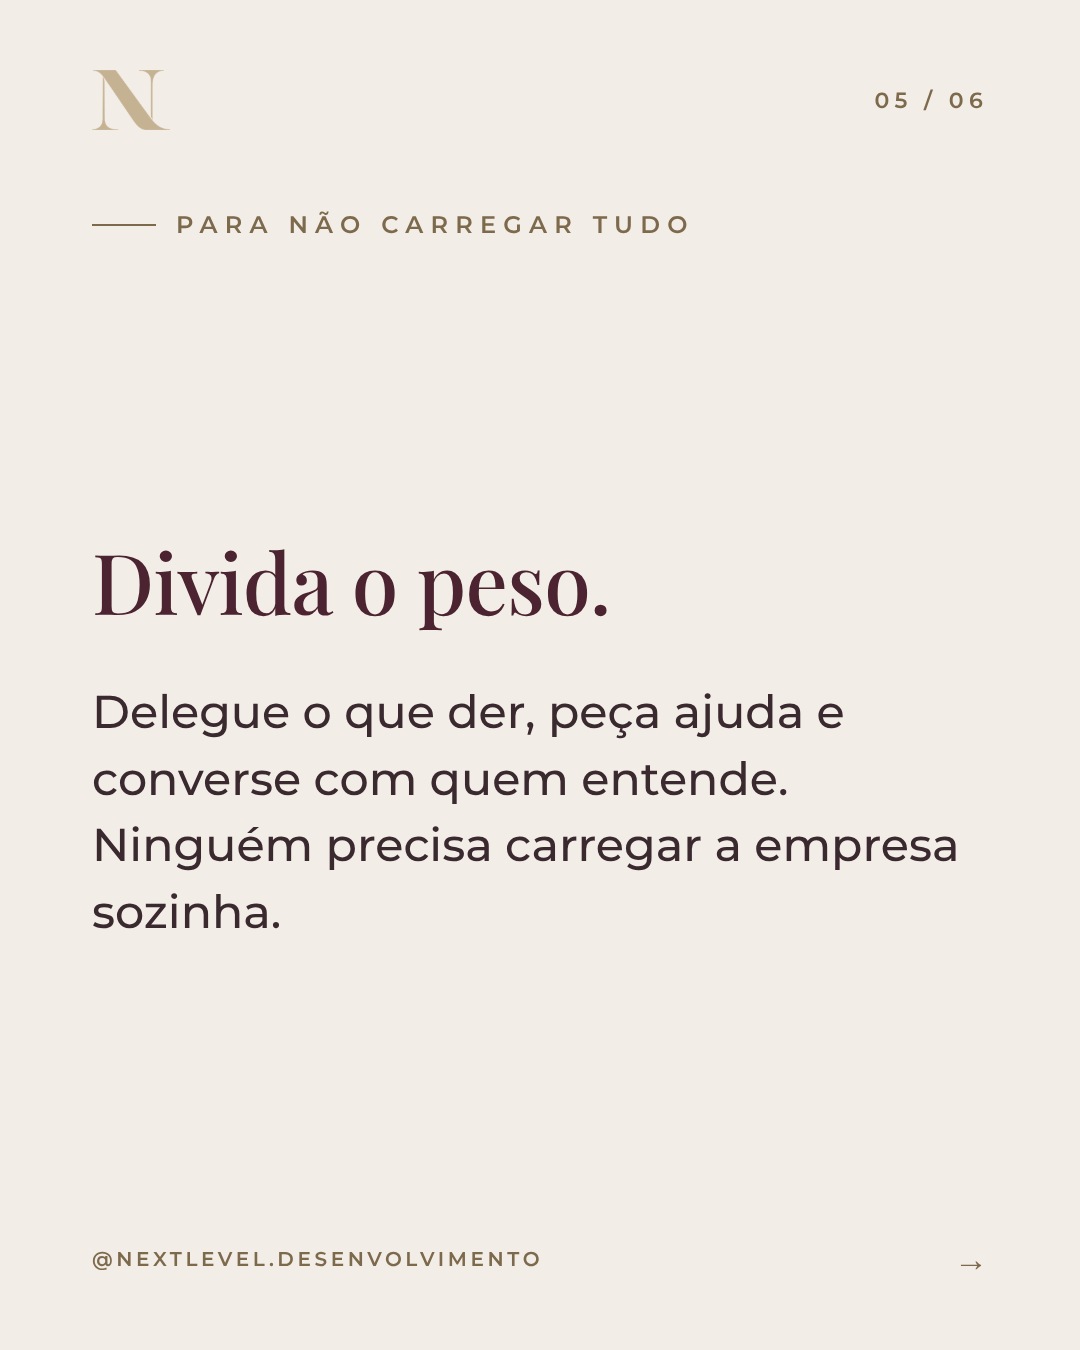 N
05 / 06
PARA NÃO CARREGAR TUDO
Divida o peso.
Delegue o que der, peça ajuda e
converse com quem entende.
Ninguém precisa carregar a empresa
sozinha.
@NEXTLEVEL.DESENVOLVIMENTO
→